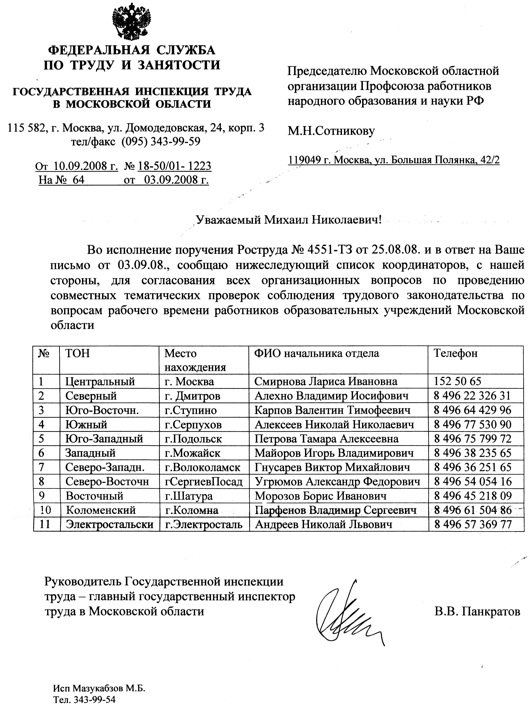 ФЕДЕРАЛЬНАЯ СЛУЖБА
ПО ТРУДУ И ЗАНЯТОСТИ
ГОСУДАРСТВЕННАЯ ИНСПЕКЦИЯ ТРУДА
В МОСКОВСКОЙ ОБЛАСТИ
115 582, г. Москва, ул. Домодедовская, 24, корп. 3
тел/факс (095) 343-99-59
От 10.09.2008 г. № 18-50/01- 1223
На № 64 от 03.09.2008 г.
Председателю Московской областной
организации Профсоюза работников
народного образования и науки РФ
М.Н.Сотникову
119049 г. Москва, ул. Большая Полянка, 42/2
Уважаемый Михаил Николаевич!
Во исполнение поручения Роструда № 4551-ТЗ от 25.08.08. и в ответ на Ваше
письмо от 03.09.08., сообщаю нижеследующий список координаторов, с нашей
стороны, для согласования всех организационных вопросов по проведению
совместных тематических проверок соблюдения трудового законодательства по
вопросам рабочего времени работников образовательных учреждений Московской
области
№ ТОН Место нахождения ФИО начальника отдела Телефон
1 Центральный г. Москва Смирнова Лариса Ивановна 152 50 65
2 Северный г. Дмитров Алехно Владимир Иосифович 8 496 22 326 31
3 Юго-Восточн. г.Ступино Карпов Валентин Тимофеевич 8 496 64 429 96
4 Южный г.Серпухов Алексеев Николай Николаевич 8 496 77 530 90
5 Юго-Западный г.Подольск Петрова Тамара Алексеевна 8 496 75 799 72
6 Западный г.Можайск Майоров Игорь Владимирович 8 496 38 235 65
7 Северо-Западн. г.Волоколамск Гнусарев Виктор Михайлович 8 496 36 251 65
8 Северо-Восточн гСергиевПосад Угрюмов Александр Федорович 8 496 54 054 16
9 Восточный г.Шатура Морозов Борис Иванович 8 496 45 218 09
10 Коломенский г.Коломна Парфенов Владимир Сергеевич 8 496 61 504 86
11 Электростальски г.Электросталь Андреев Николай Львович 8 496 57 369 77
Руководитель Государственной инспекции
труда – главный государственный инспектор
труда в Московской области В.В. Панкратов
Исп Мазукабзов М.Б.
Тел. 343-99-54